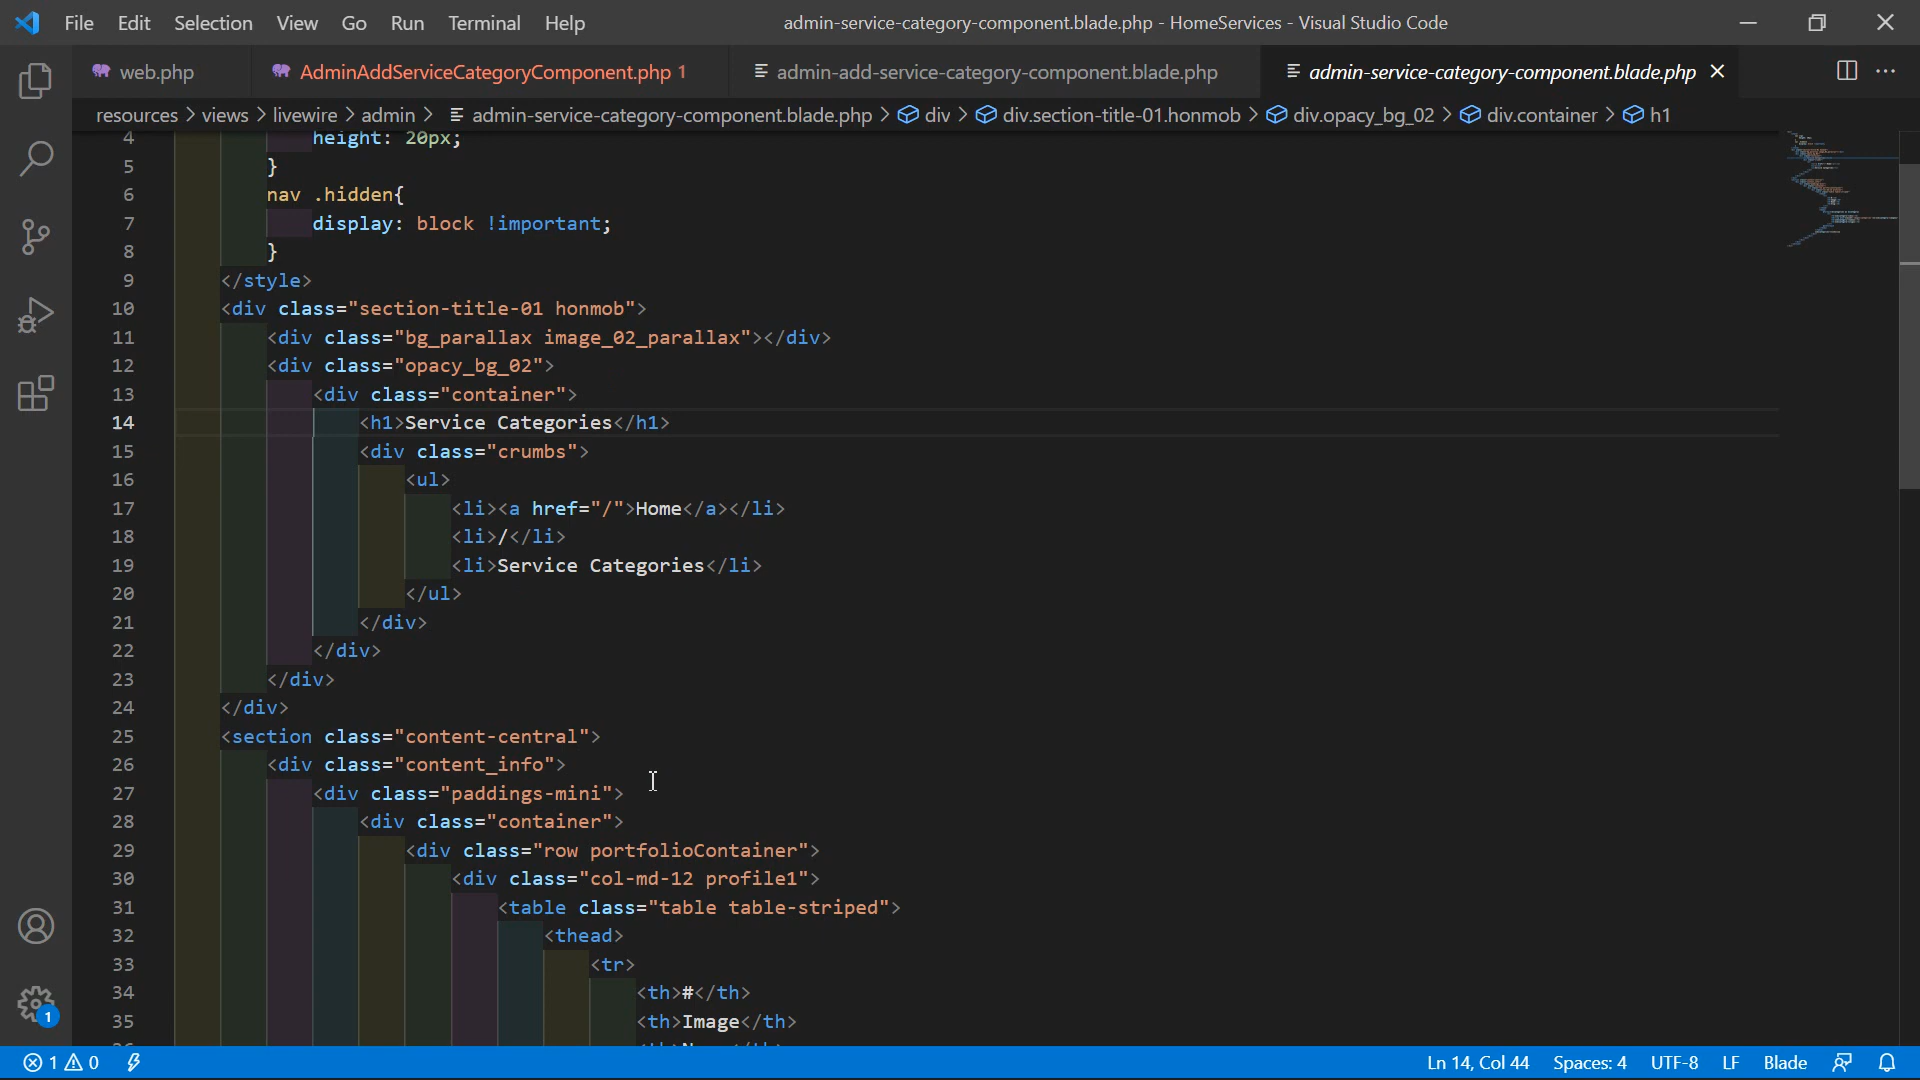 File Edit Selection View Go Run Terminal Help admin-service-category-component.blade.php - HomeServices - Visual Studio Code
web.php AdminAddServiceCategoryComponent.php 1 admin-add-service-category-component.blade.php admin-service-category-component.blade.php
resources > views > livewire > admin > admin-service-category-component.blade.php > div > div.section-title-01.honmob > div.opacy_bg_02 > div.container > h1
4 height: 20px;
5 }
6 nav .hidden{
7 display: block !important;
8 }
9 </style>
10 <div class="section-title-01 honmob">
11 <div class="bg_parallax image_02_parallax"></div>
12 <div class="opacy_bg_02">
13 <div class="container">
14 <h1>Service Categories</h1>
15 <div class="crumbs">
16 <ul>
17 <li><a href="/">Home</a></li>
18 <li>/</li>
19 <li>Service Categories</li>
20 </ul>
21 </div>
22 </div>
23 </div>
24 </div>
25 <section class="content-central">
26 <div class="content_info">
27 <div class="paddings-mini">
28 <div class="container">
29 <div class="row portfolioContainer">
30 <div class="col-md-12 profile1">
31 <table class="table table-striped">
32 <thead>
33 <tr>
34 <th>#</th>
35 <th>Image</th>
1
1 0 Ln 14, Col 44 Spaces: 4 UTF-8 LF Blade